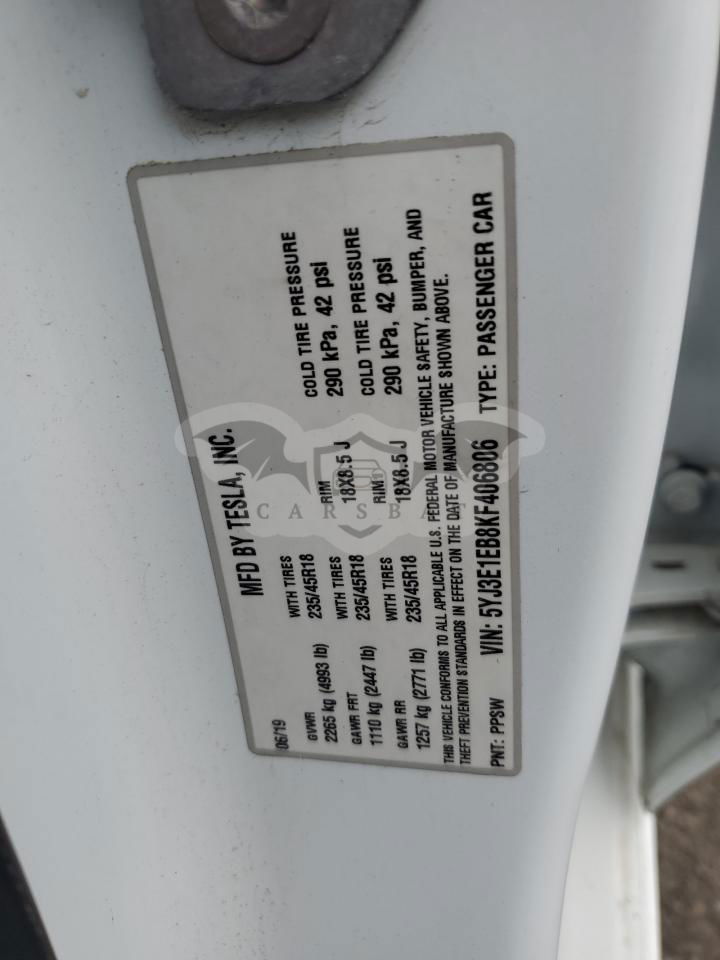 MFD BY TESLA, INC.
06/19
GVWR
2265 kg (4993 lb)
WITH TIRES
235/45R18
RIM
18X8.5 J
COLD TIRE PRESSURE
290 kPa, 42 psi
GAWR FRT
1110 kg (2447 lb)
WITH TIRES
235/45R18
RIM
18X8.5 J
COLD TIRE PRESSURE
290 kPa, 42 psi
GAWR RR
1257 kg (2771 lb)
WITH TIRES
235/45R18
THIS VEHICLE CONFORMS TO ALL APPLICABLE U.S. FEDERAL MOTOR VEHICLE SAFETY, BUMPER, AND
THEFT PREVENTION STANDARDS IN EFFECT ON THE DATE OF MANUFACTURE SHOWN ABOVE.
PNT: PPSW VIN: 5YJ3E1EB8KF406806 TYPE: PASSENGER CAR
CARSBAT